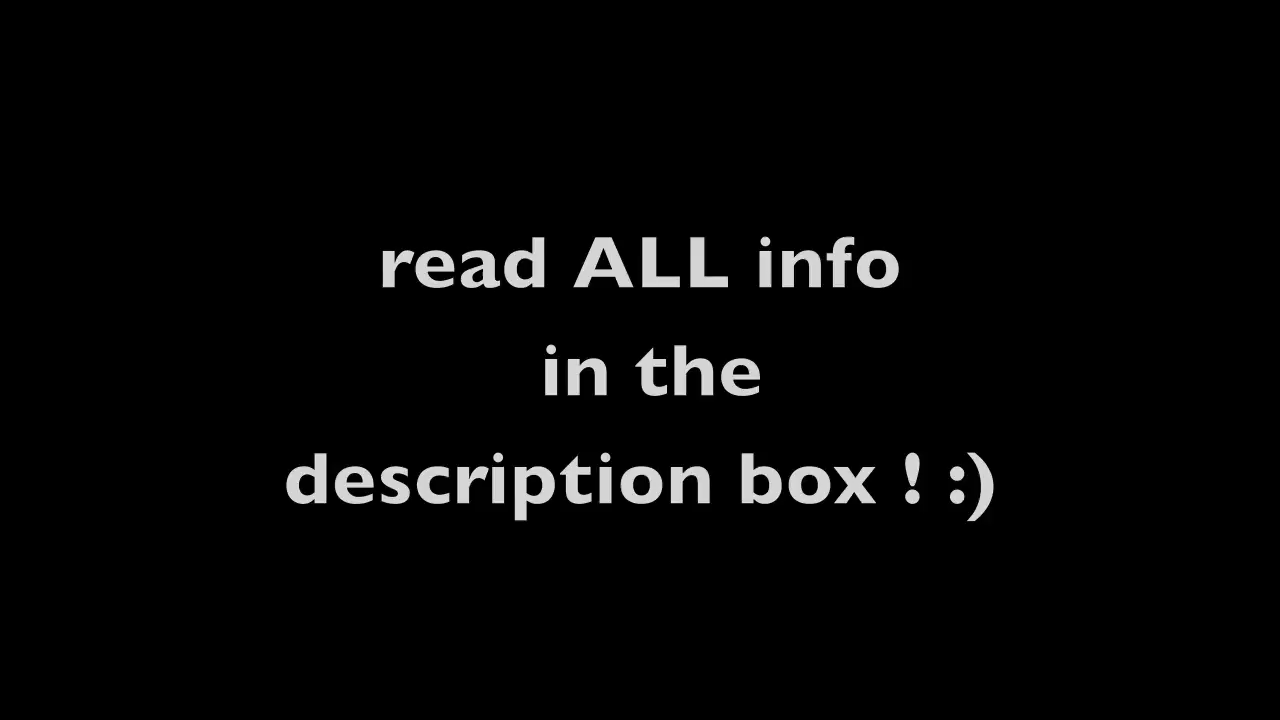 read ALL info
in the
description box ! :)